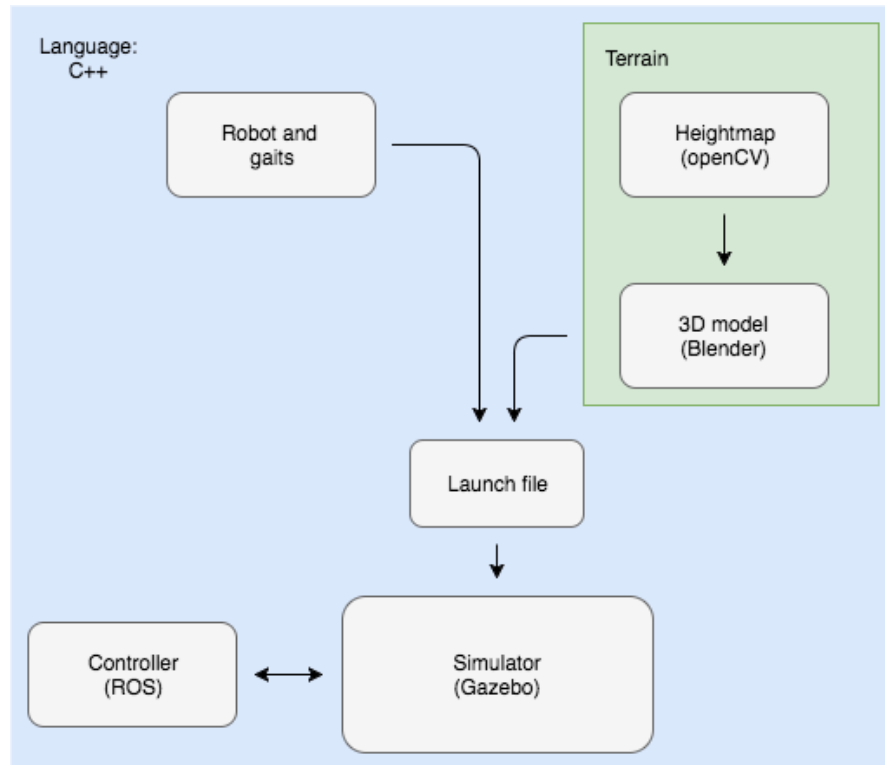 Language:
C++
Terrain
Robot and
gaits
Heightmap
(openCV)
3D model
(Blender)
Launch file
Controller
(ROS)
Simulator
(Gazebo)